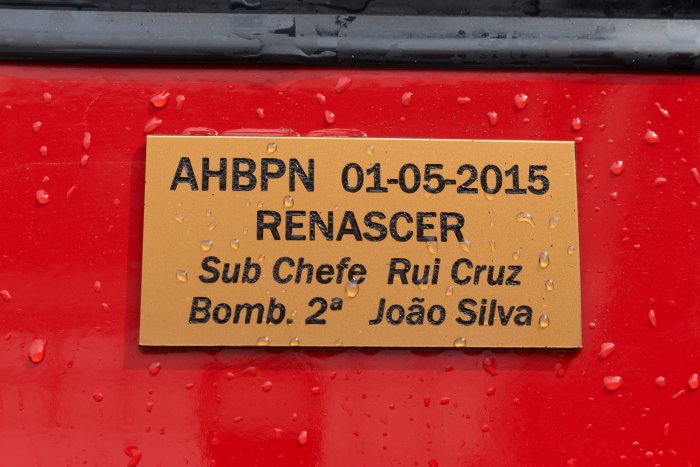 AHBPN 01-05-2015
RENASCER
Sub Chefe Rui Cruz
Bomb. 2ª João Silva